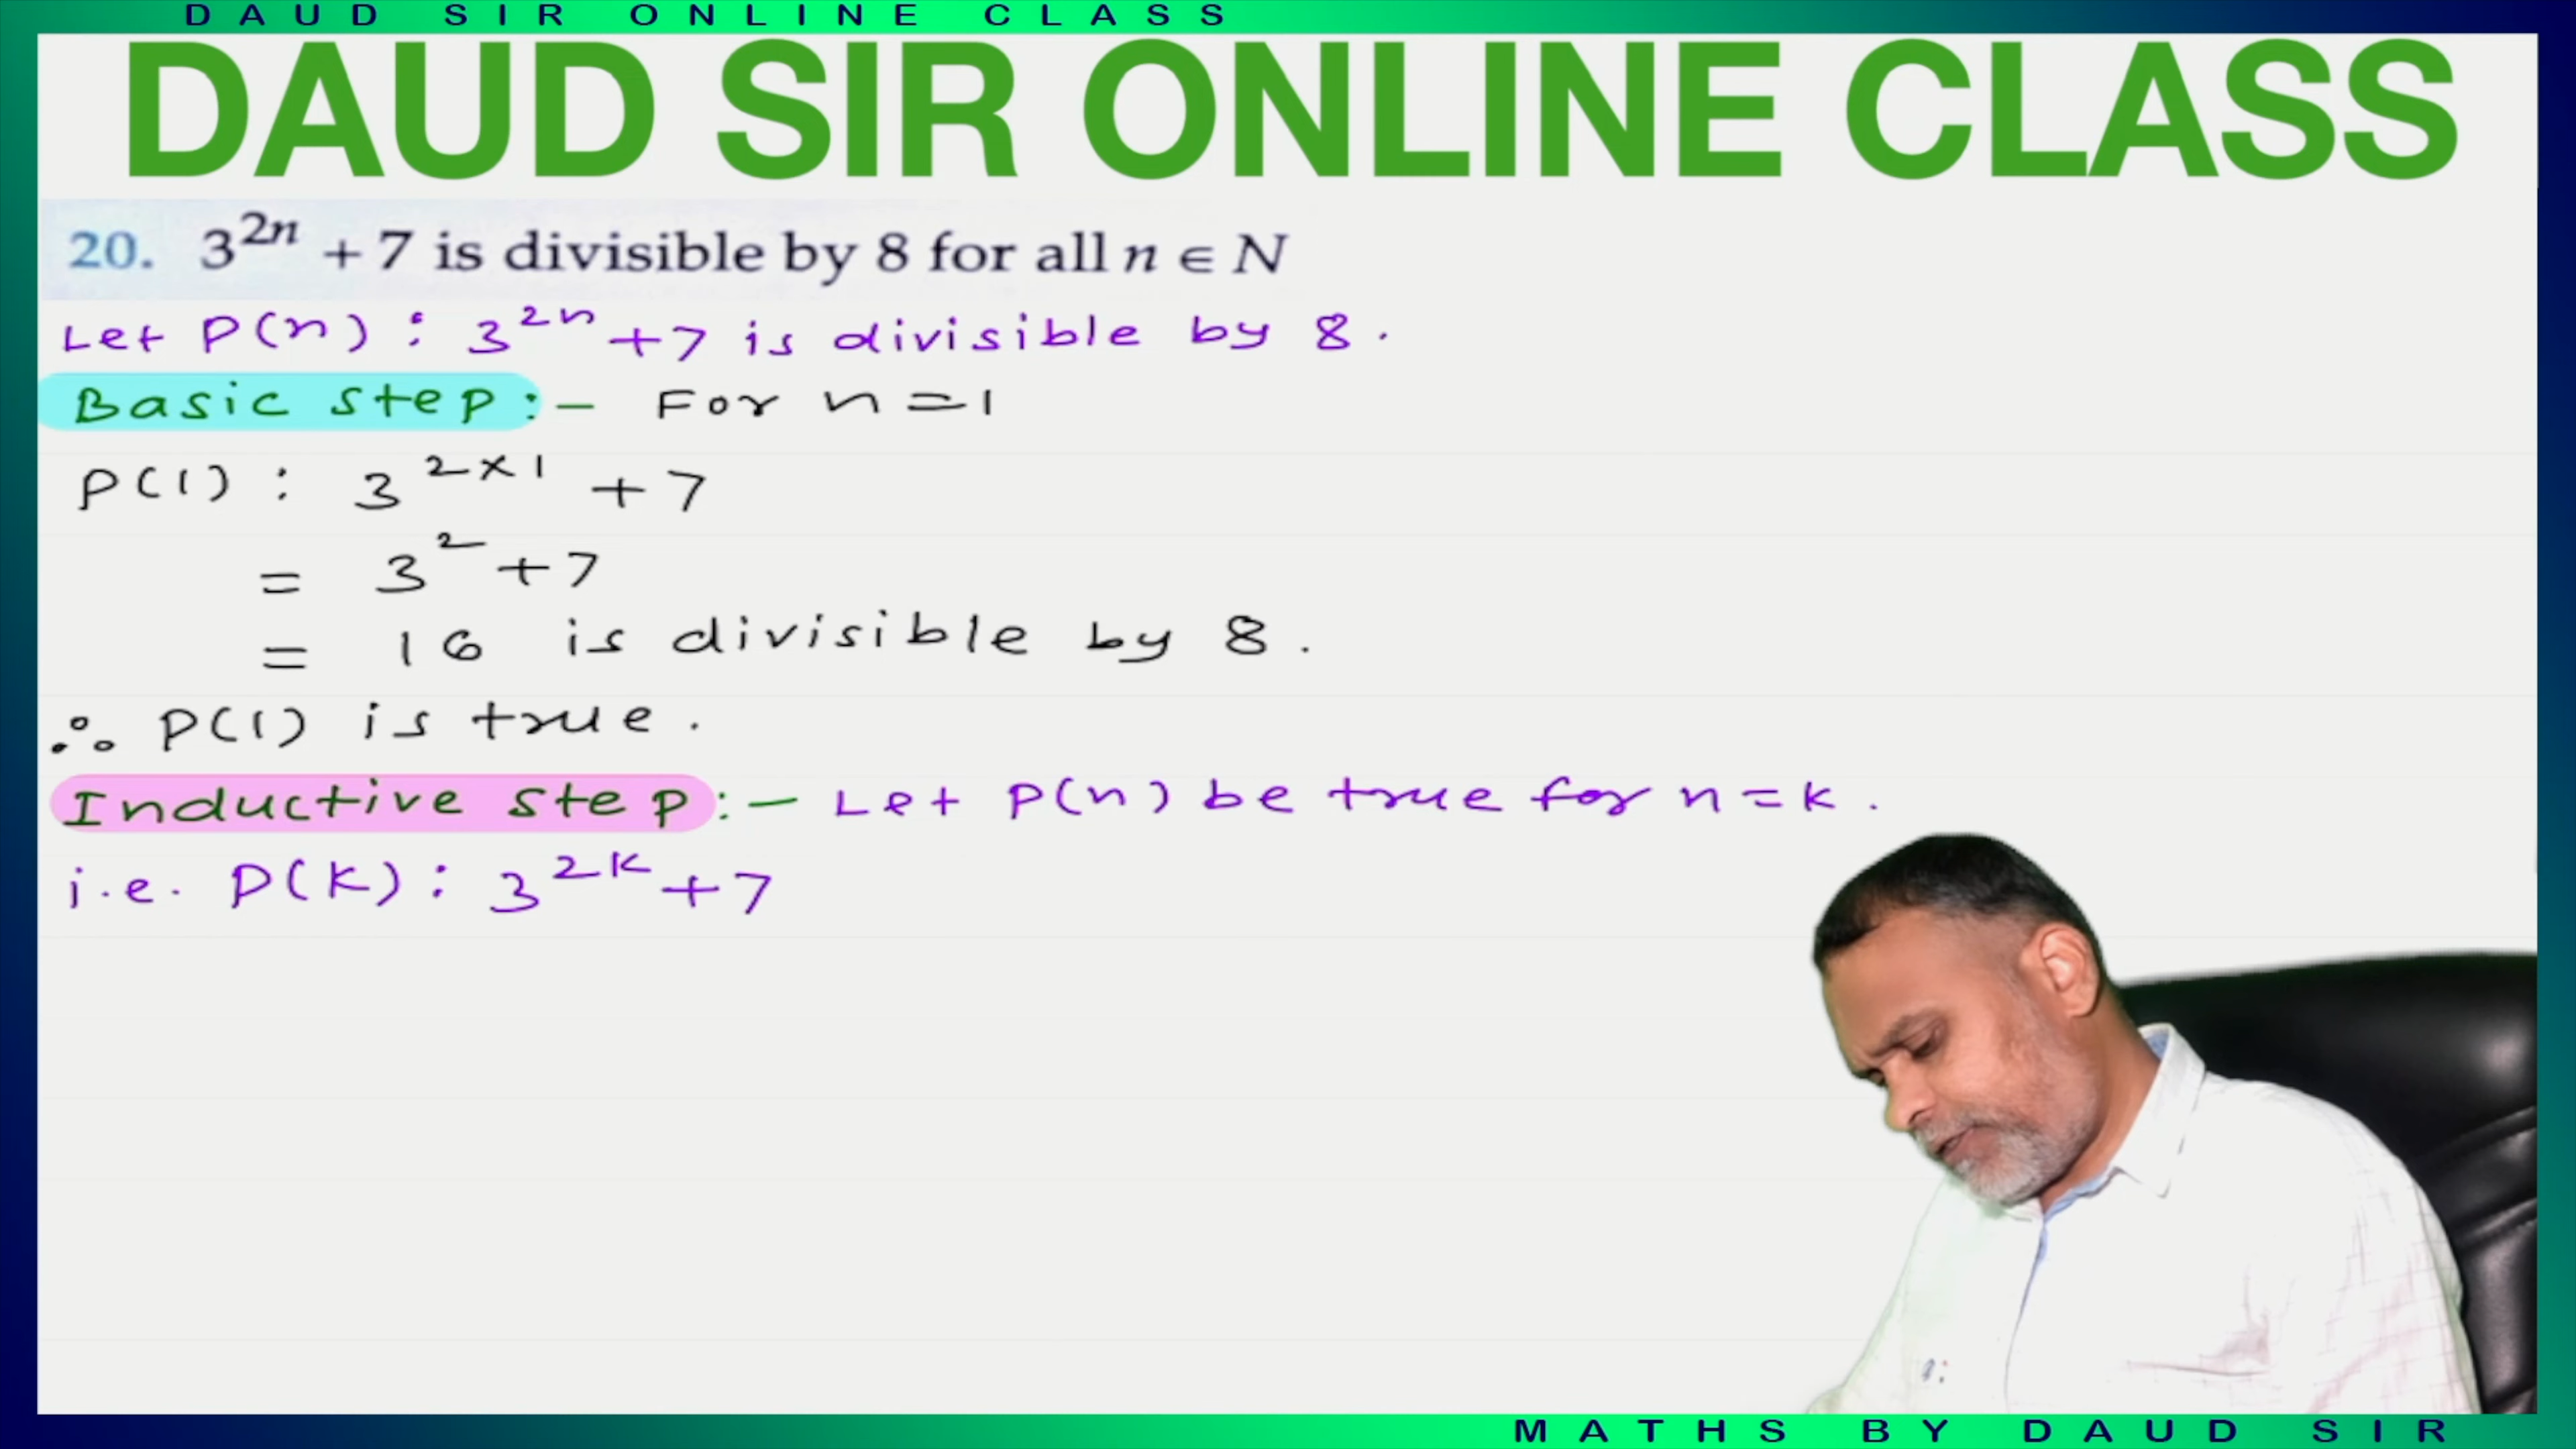 DAUD SIR ONLINE CLASS
DAUD SIR ONLINE CLASS
20. 3^{2n} + 7 is divisible by 8 for all n ∈ N
Let P(n) : 3^{2n} + 7 is divisible by 8 .
Basic step :- For n = 1
P(1) : 3^{2×1} + 7
= 3^2 + 7
= 16 is divisible by 8 .
∴ P(1) is true .
Inductive step :- Let P(n) be true for n = k .
i.e. P(k) : 3^{2k} + 7
MATHS BY DAUD SIR